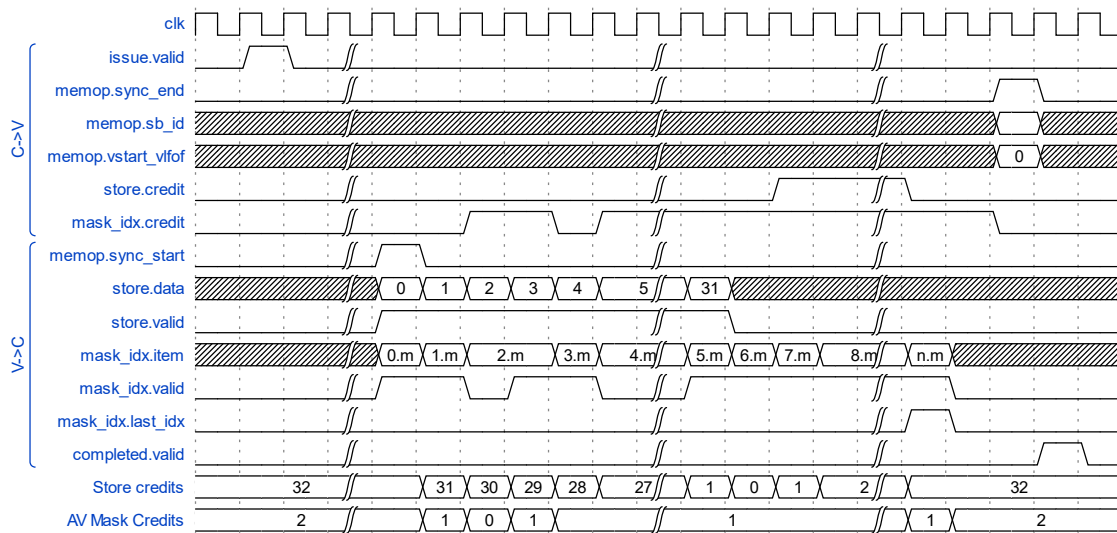 clk
C->V
issue.valid
memop.sync_end
memop.sb_id
memop.vstart_vlfof 0
store.credit
mask_idx.credit
V->C
memop.sync_start
store.data 0 1 2 3 4 5 31
store.valid
mask_idx.item 0.m 1.m 2.m 3.m 4.m 5.m 6.m 7.m 8.m n.m
mask_idx.valid
mask_idx.last_idx
completed.valid
Store credits 32 31 30 29 28 27 1 0 1 2 32
AV Mask Credits 2 1 0 1 1 1 2